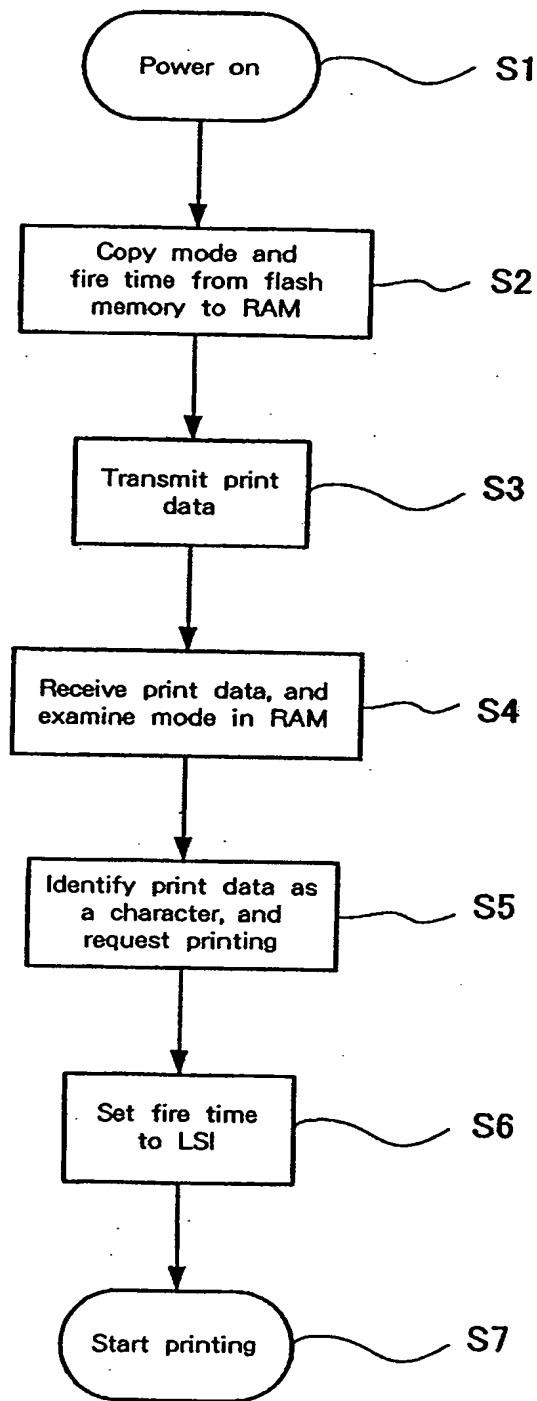 Power on
S1
Copy mode and
fire time from flash
memory to RAM
S2
Transmit print
data
S3
Receive print data, and
examine mode in RAM
S4
Identify print data as
a character, and
request printing
S5
Set fire time
to LSI
S6
Start printing
S7